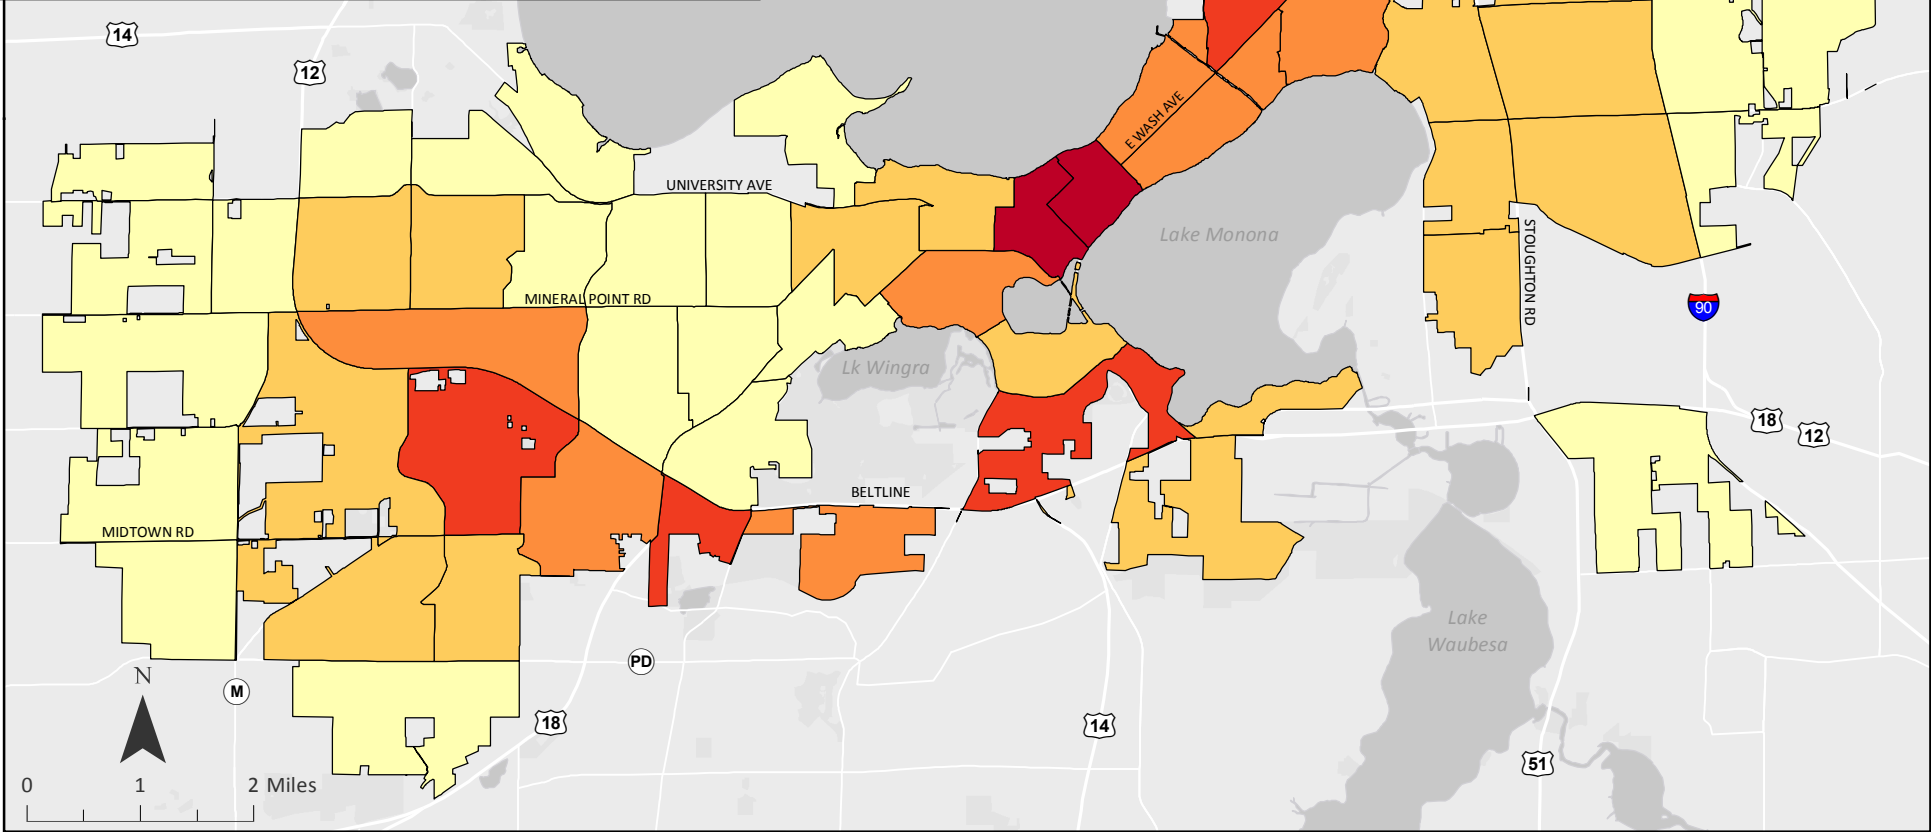 14
12
E WASH AVE
UNIVERSITY AVE
Lake Monona
STOUGHTON RD
MINERAL POINT RD
90
Lk Wingra
18
12
BELTLINE
MIDTOWN RD
Lake
Waubesa
PD
N
M
18
14
51
0 1 2 Miles